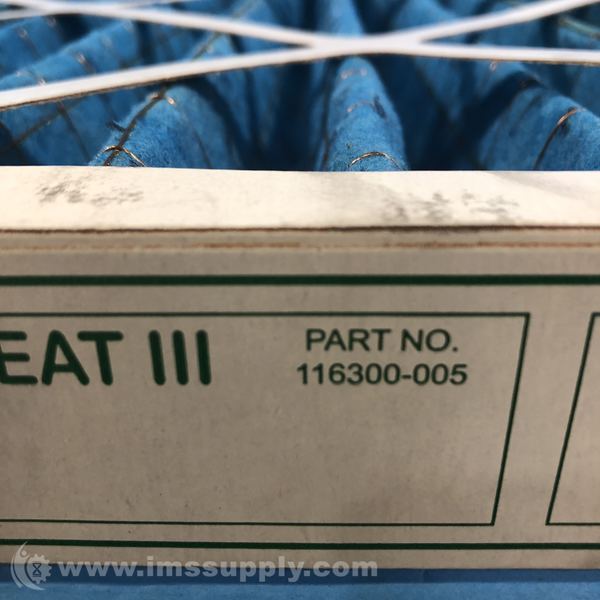 EAT III
PART NO.
116300-005
www.imssupply.com